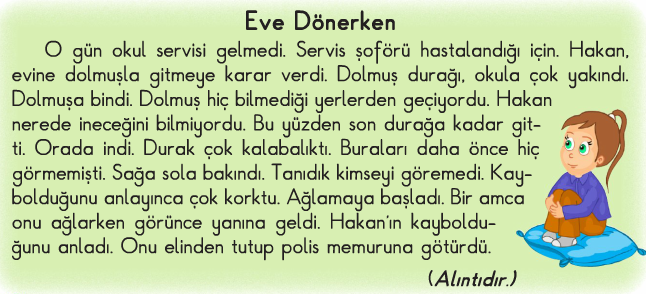 Eve Dönerken
O gün okul servisi gelmedi. Servis şoförü hastalandığı için. Hakan,
evine dolmuşla gitmeye karar verdi. Dolmuş durağı, okula çok yakındı.
Dolmuşa bindi. Dolmuş hiç bilmediği yerlerden geçiyordu. Hakan
nerede ineceğini bilmiyordu. Bu yüzden son durağa kadar git-
ti. Orada indi. Durak çok kalabalıktı. Buraları daha önce hiç
görmemişti. Sağa sola bakındı. Tanıdık kimseyi göremedi. Kay-
bolduğunu anlayınca çok korktu. Ağlamaya başladı. Bir amca
onu ağlarken görünce yanına geldi. Hakan'ın kayboldu-
ğunu anladı. Onu elinden tutup polis memuruna götürdü.
(Alıntıdır.)